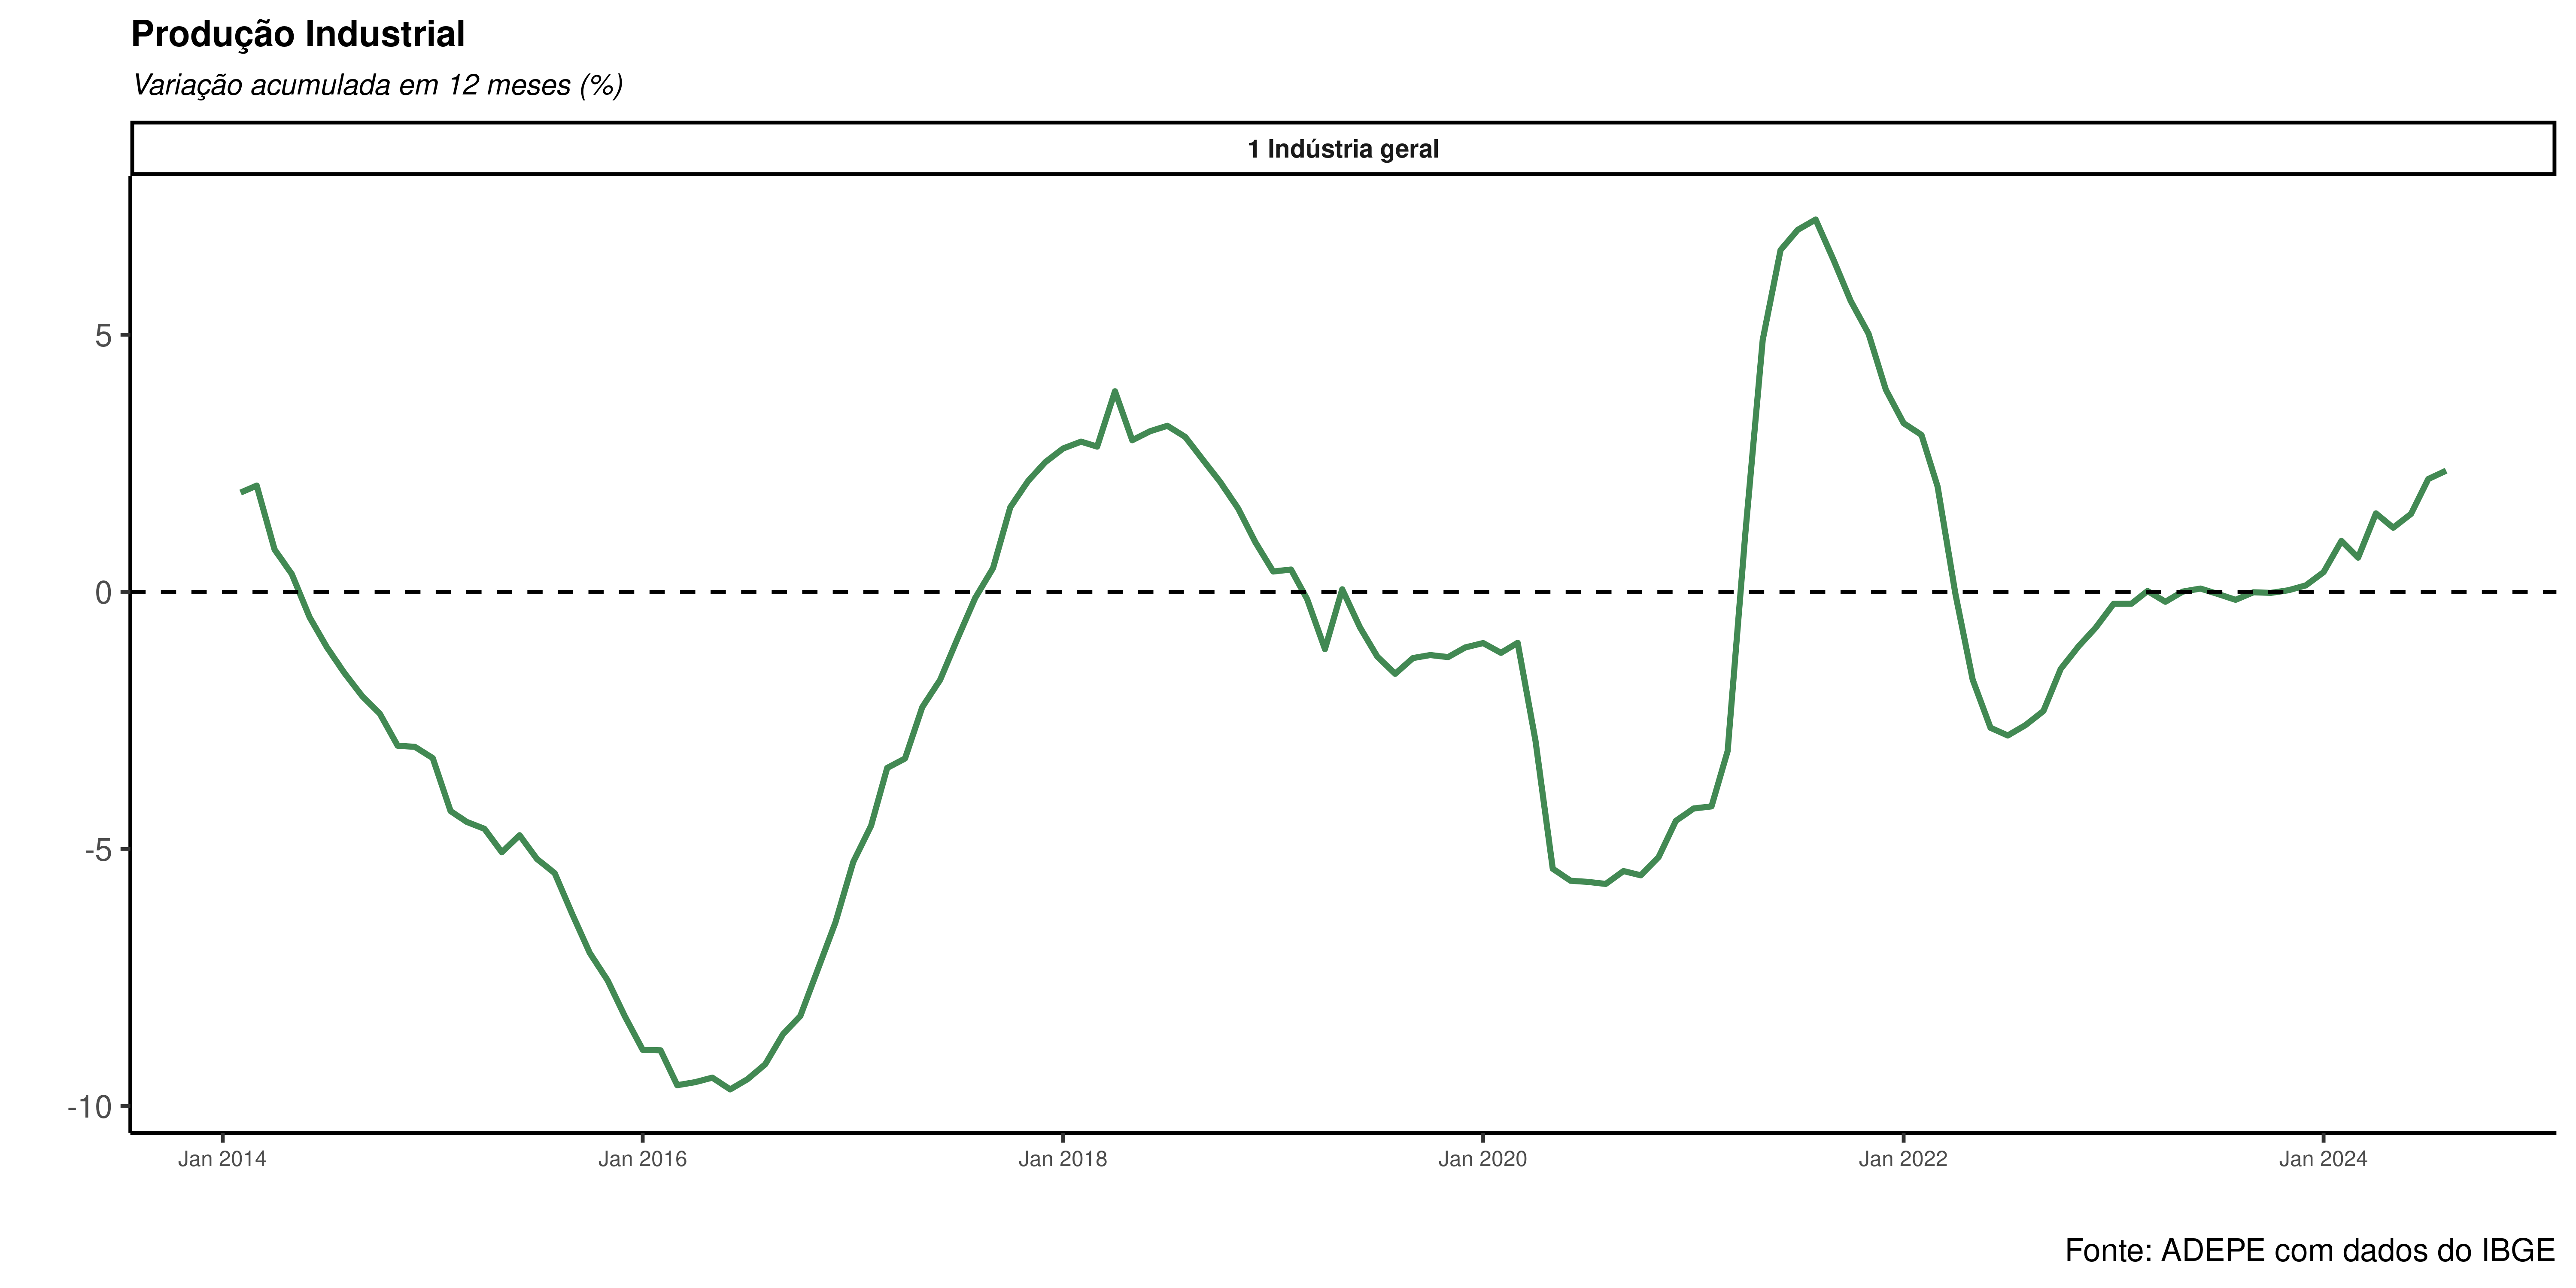 Produção Industrial
Variação acumulada em 12 meses (%)
1 Indústria geral
5
0
-5
-10
Jan 2014 Jan 2016 Jan 2018 Jan 2020 Jan 2022 Jan 2024
Fonte: ADEPE com dados do IBGE